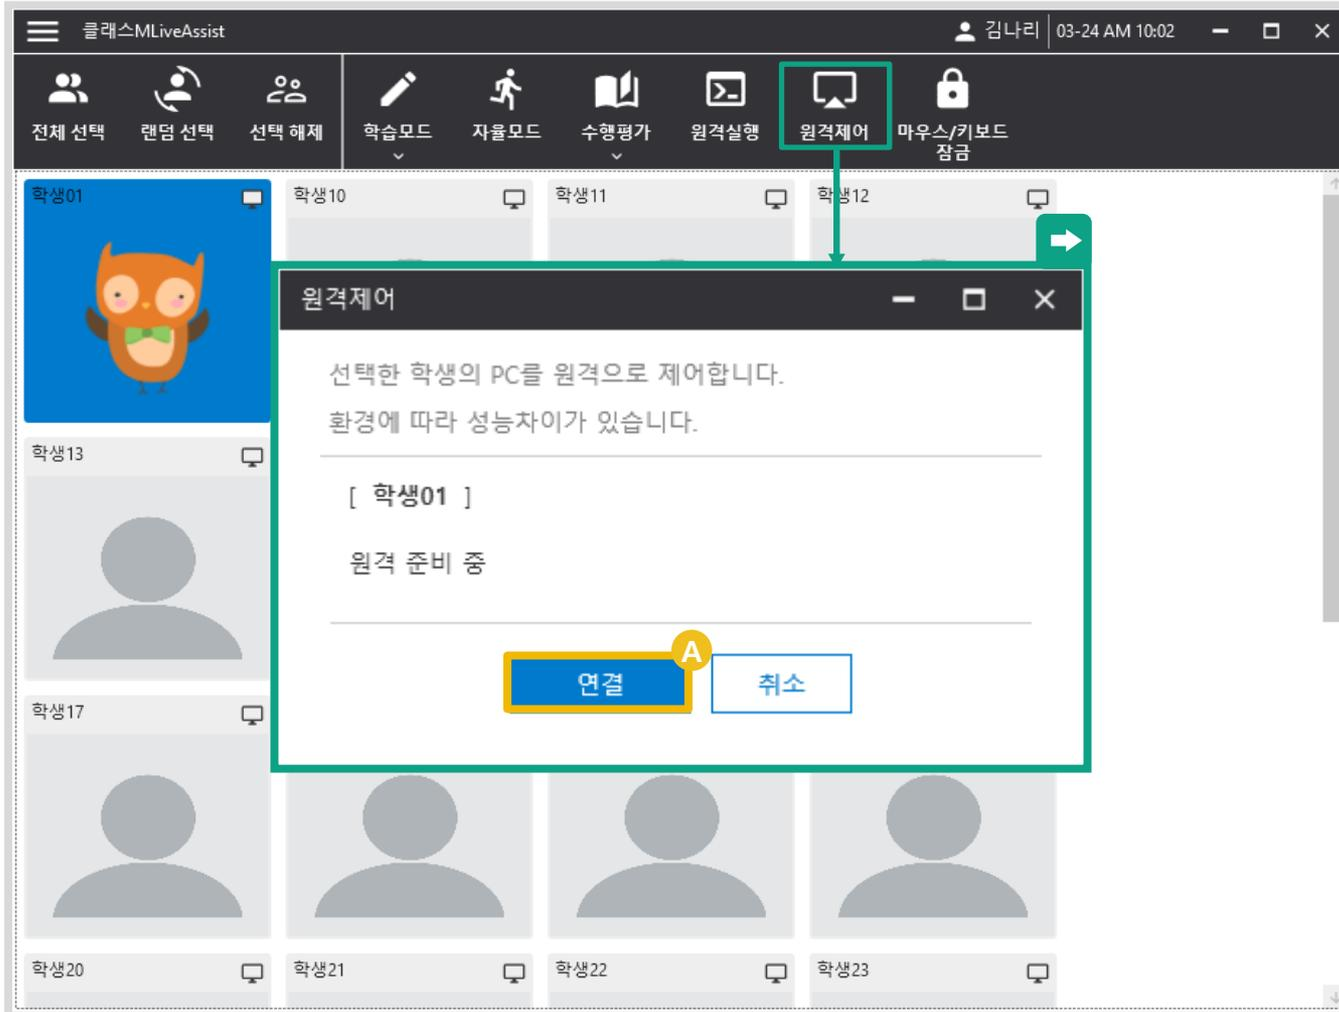 클래스MLiveAssist
김나리
03-24 AM 10:02
전체 선택
랜덤 선택
선택 해제
학습모드
자율모드
수행평가
원격실행
원격제어
마우스/키보드
잠금
학생01
학생10
학생11
학생12
원격제어
선택한 학생의 PC를 원격으로 제어합니다.
환경에 따라 성능차이가 있습니다.
[ 학생01 ]
원격 준비 중
A
연결
취소
학생13
학생17
학생20
학생21
학생22
학생23